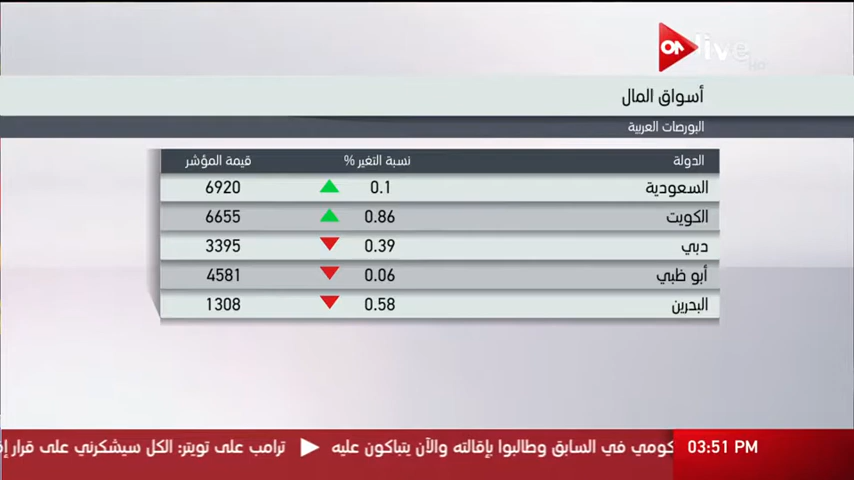 ON live
HD
أسواق المال
البورصات العربية
الدولة نسبة التغير % قيمة المؤشر
السعودية 0.1 6920
الكويت 0.86 6655
دبي 0.39 3395
أبو ظبي 0.06 4581
البحرين 0.58 1308
03:51 PM
كومي في السابق وطالبوا بإقالته والآن يتباكون عليه ترامب على تويتر: الكل سيشكرني على قرار